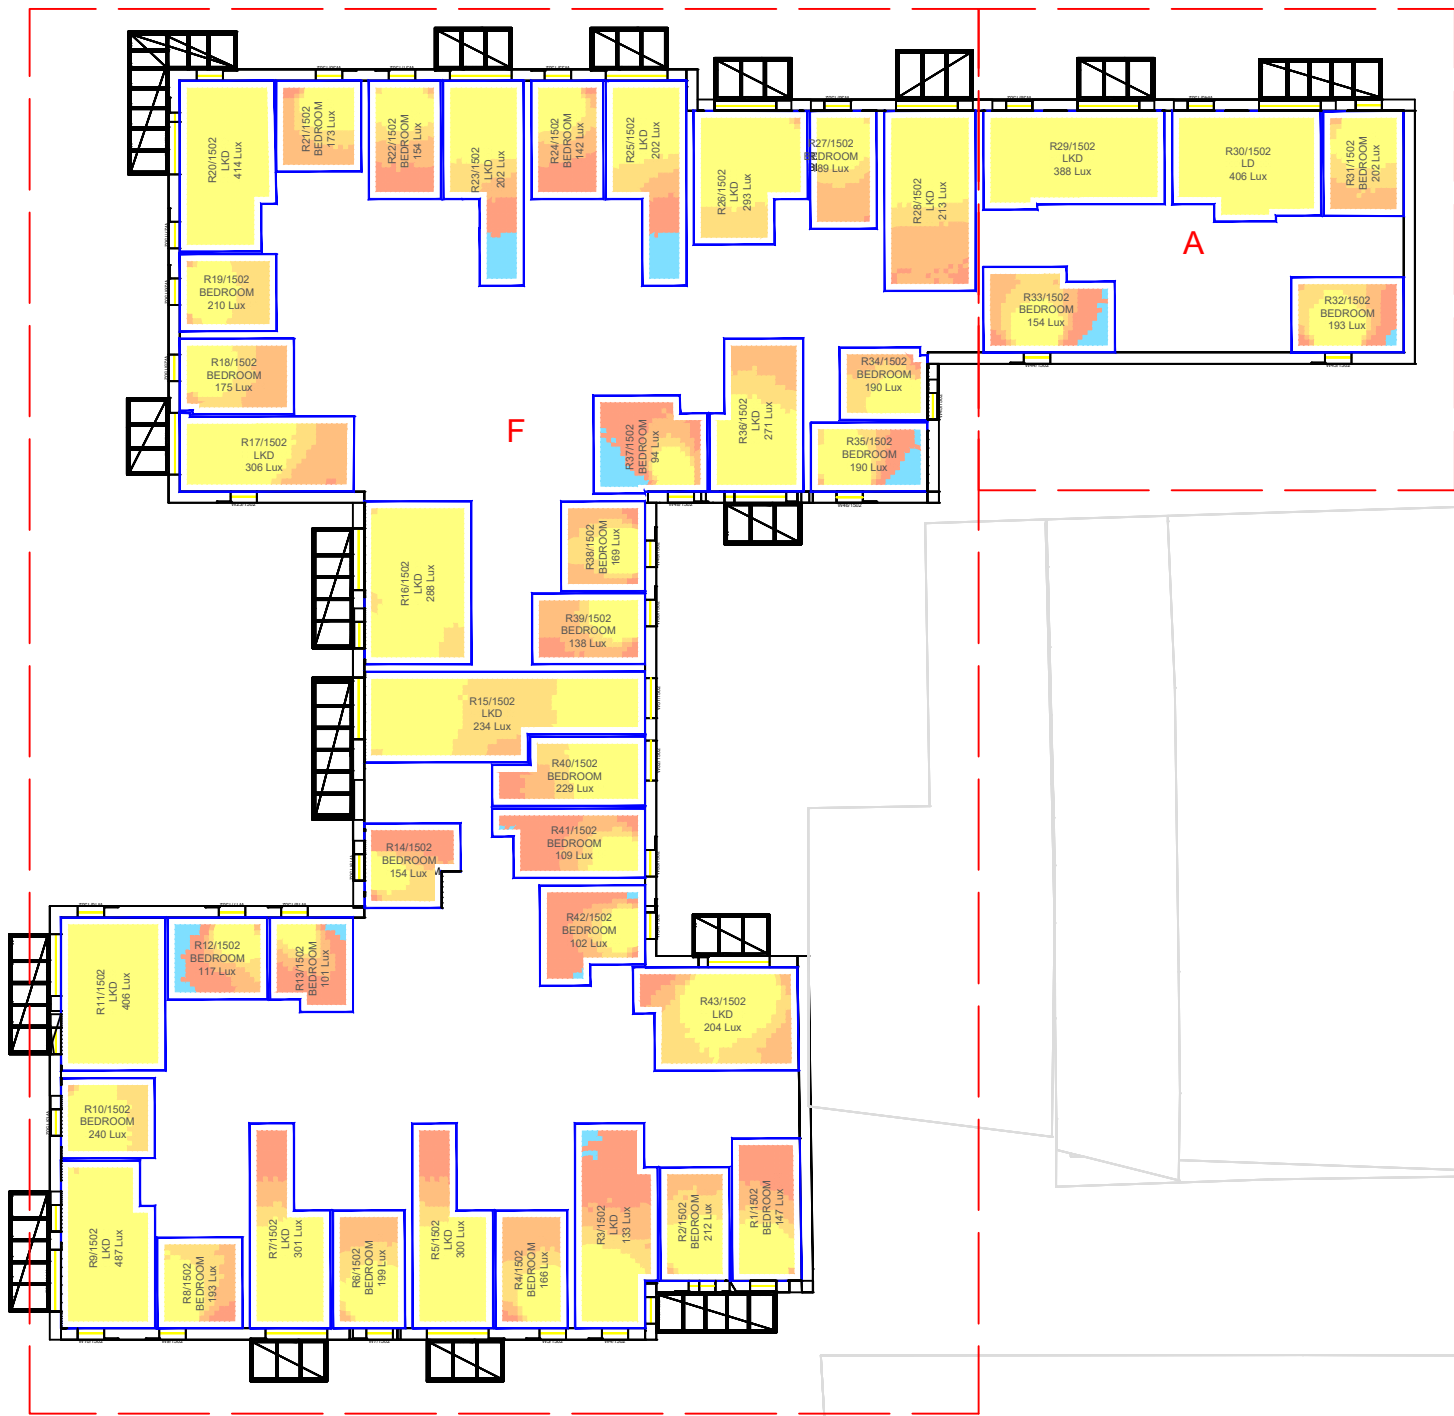 R20/1502
LKD
414 Lux
R21/1502
BEDROOM
173 Lux
R22/1502
BEDROOM
154 Lux
R23/1502
LKD
202 Lux
R24/1502
BEDROOM
142 Lux
R25/1502
LKD
202 Lux
R26/1502
LKD
293 Lux
R27/1502
BEDROOM
R28/1502
LKD
213 Lux
R29/1502
LKD
388 Lux
R30/1502
LD
406 Lux
R31/1502
BEDROOM
202 Lux
A
R19/1502
BEDROOM
210 Lux
R33/1502
BEDROOM
154 Lux
R32/1502
BEDROOM
193 Lux
R18/1502
BEDROOM
175 Lux
R34/1502
BEDROOM
190 Lux
F
R17/1502
LKD
306 Lux
R37/1502
BEDROOM
94 Lux
R36/1502
LKD
271 Lux
R35/1502
BEDROOM
190 Lux
R16/1502
LKD
288 Lux
R38/1502
BEDROOM
169 Lux
R39/1502
BEDROOM
138 Lux
R15/1502
LKD
234 Lux
R40/1502
BEDROOM
229 Lux
R41/1502
BEDROOM
109 Lux
R14/1502
BEDROOM
154 Lux
R42/1502
BEDROOM
102 Lux
R11/1502
LKD
406 Lux
R12/1502
BEDROOM
117 Lux
R13/1502
BEDROOM
101 Lux
R43/1502
LKD
204 Lux
R10/1502
BEDROOM
240 Lux
R9/1502
LKD
487 Lux
R8/1502
BEDROOM
193 Lux
R7/1502
LKD
301 Lux
R6/1502
BEDROOM
199 Lux
R5/1502
LKD
300 Lux
R4/1502
BEDROOM
166 Lux
R3/1502
LKD
133 Lux
R2/1502
BEDROOM
212 Lux
R1/1502
BEDROOM
147 Lux